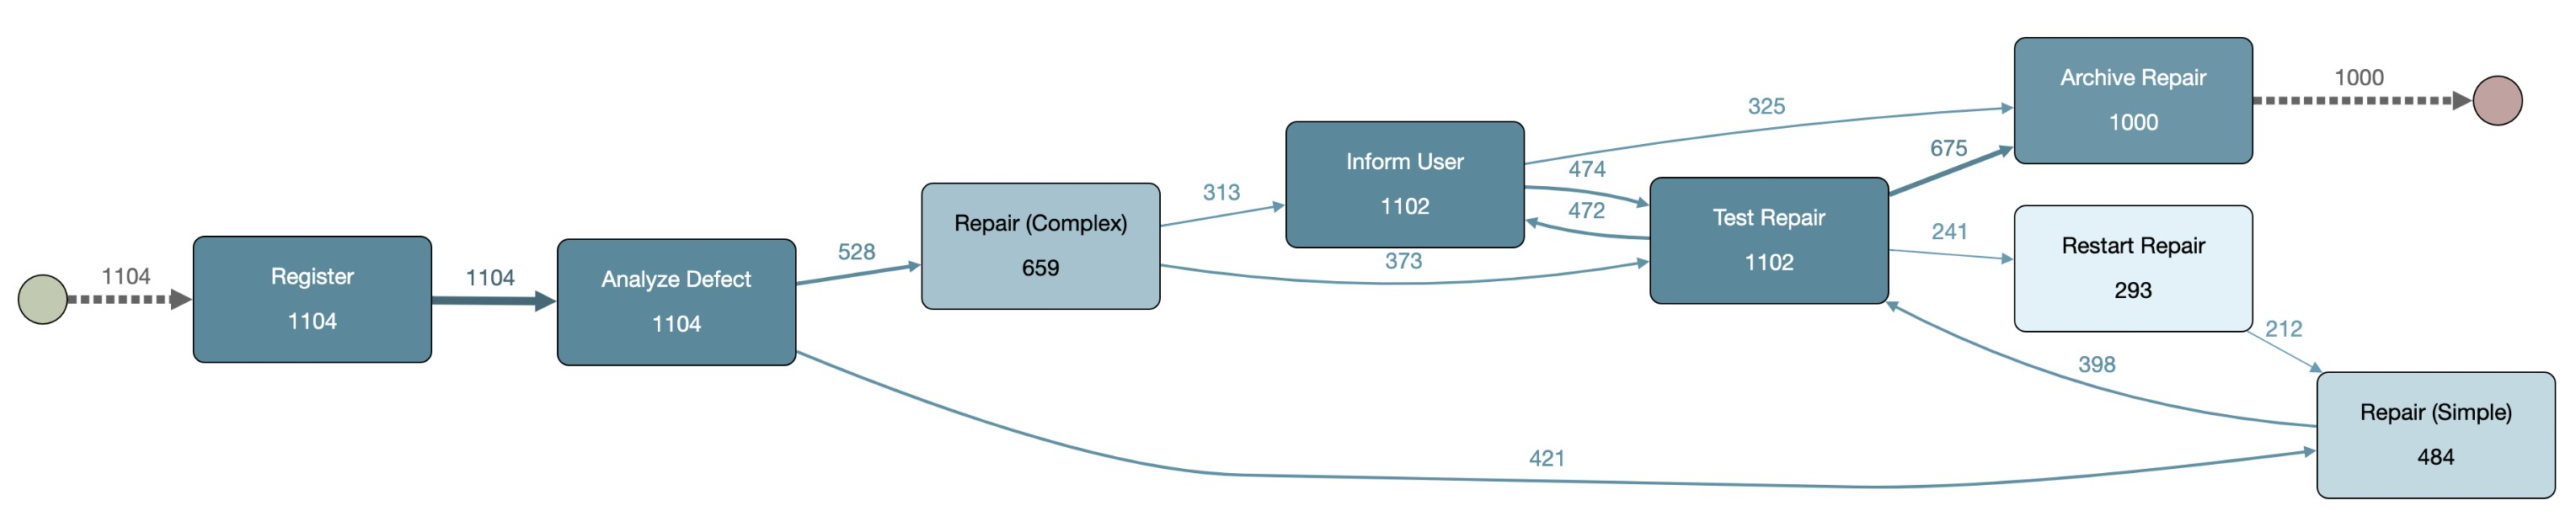 1104
Register
1104
1104
Analyze Defect
1104
528
421
Repair (Complex)
659
313
373
Inform User
1102
325
474
472
Test Repair
1102
675
241
398
Archive Repair
1000
1000
Restart Repair
293
212
Repair (Simple)
484